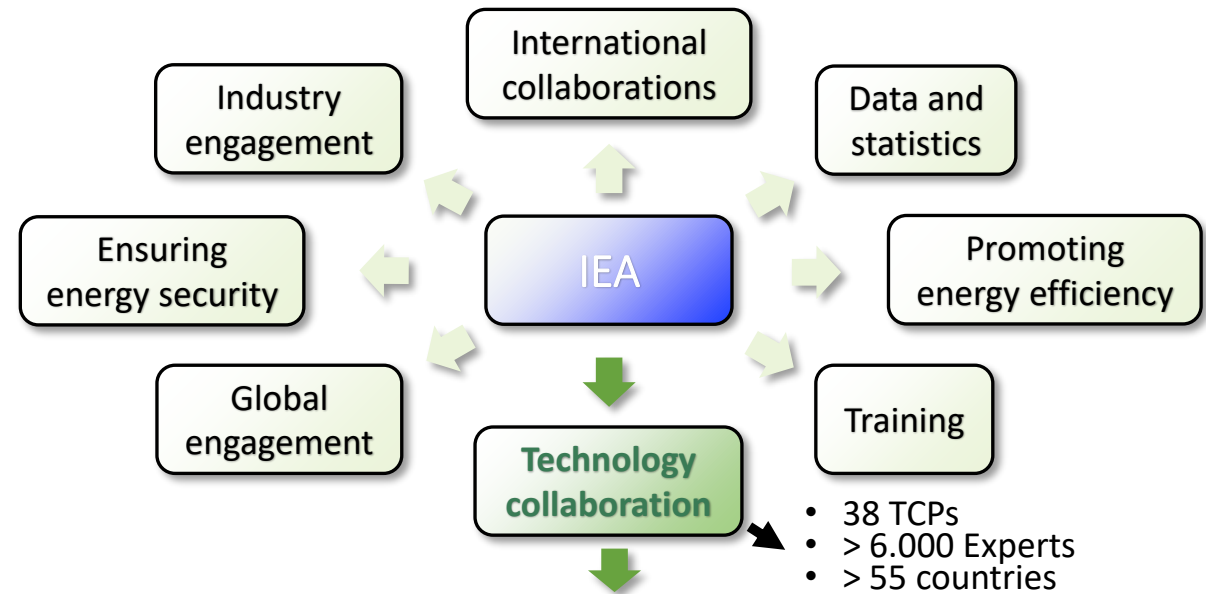 International
collaborations
Industry
engagement
Data and
statistics
Ensuring
energy security
IEA
Promoting
energy efficiency
Global
engagement
Technology
collaboration
Training
• 38 TCPs
• > 6.000 Experts
• > 55 countries